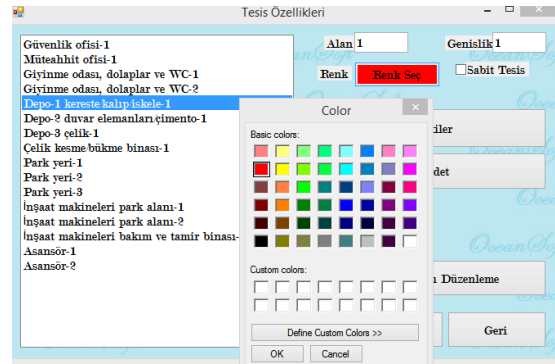 Tesis Özellikleri
Güvenlik ofisi-1
Müteahhit ofisi-1
Giyinme odası, dolaplar ve WC-1
Giyinme odası, dolaplar ve WC-2
Depo-1 kereste kalıp iskele-1
Depo-2 duvar elemanları çimento-1
Depo-3 çelik-1
Çelik kesme/bükme binası-1
Park yeri-1
Park yeri-2
Park yeri-3
İnşaat makineleri park alanı-1
İnşaat makineleri park alanı-2
İnşaat makineleri bakım ve tamir binası-
Asansör-1
Asansör-2
Alan 1
Genislik 1
Renk
Renk Seç
Sabit Tesis
Color
Basic colors:
Custom colors:
Define Custom Colors >>
OK
Cancel
iler
det
ı Düzenleme
Geri